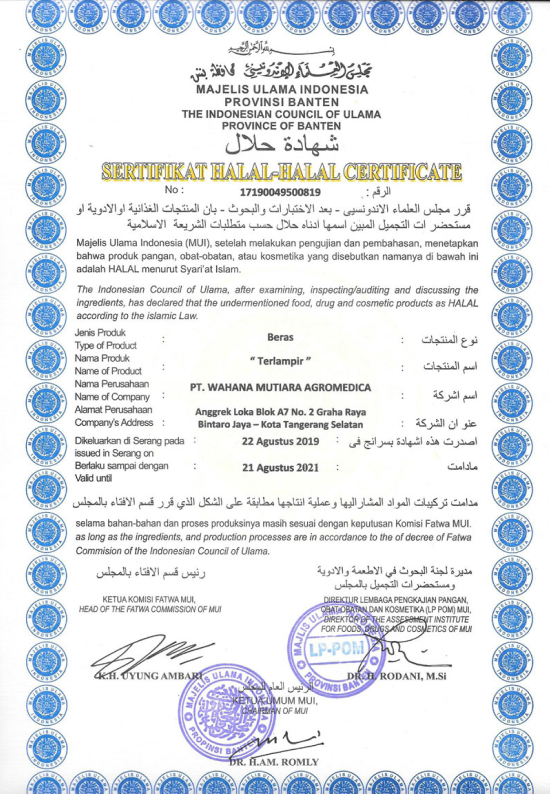 مجلس العلماء الإندونيسي محافظة بنتن
MAJELIS ULAMA INDONESIA
PROVINSI BANTEN
THE INDONESIAN COUNCIL OF ULAMA
PROVINCE OF BANTEN
شهادة حلال
SERTIFIKAT HALAL-HALAL CERTIFICATE
No : 17190049500819 الرقم : .
قرر مجلس العلماء الاندونسيى - بعد الاختبارات والبحوث - بان المنتجات الغذائية اوالادوية او
مستحضر ات التجميل المبين اسمها ادناه حلال حسب متطلبات الشريعة الاسلامية
Majelis Ulama Indonesia (MUI), setelah melakukan pengujian dan pembahasan, menetapkan
bahwa produk pangan, obat-obatan, atau kosmetika yang disebutkan namanya di bawah ini
adalah HALAL menurut Syari'at Islam.
The Indonesian Council of Ulama, after examining, inspecting/auditing and discussing the
ingredients, has declared that the undermentioned food, drug and cosmetic products as HALAL
according to the islamic Law.
Jenis Produk
Type of Product : Beras : نوع المنتجات
Nama Produk
Name of Product : " Terlampir " : اسم المنتجات
Nama Perusahaan
Name of Company : PT. WAHANA MUTIARA AGROMEDICA : اسم اشركة
Alamat Perusahaan
Company's Address : Anggrek Loka Blok A7 No. 2 Graha Raya
Bintaro Jaya – Kota Tangerang Selatan : عنو ان الشركة
Dikeluarkan di Serang pada : 22 Agustus 2019 : اصدرت هذه اشهادة بسرانج فى
issued in Serang on
Berlaku sampai dengan : 21 Agustus 2021 : مادامت
Valid until
مدامت تركيبات المواد المشاراليها وعملية انتاجها مطابقة على الشكل الذي قرر قسم الافتاء بالمجلس
selama bahan-bahan dan proses produksinya masih sesuai dengan keputusan Komisi Fatwa MUI.
as long as the ingredients, and production processes are in accordance to the of decree of Fatwa
Commision of the Indonesian Council of Ulama.
رئيس قسم الافتاء بالمجلس
KETUA KOMISI FATWA MUI,
HEAD OF THE FATWA COMMISSION OF MUI
K.H. UYUNG AMBARI
مديرة لجنة البحوث في الاطعمة والادوية
ومستحضرات التجميل بالمجلس
DIREKTUR LEMBAGA PENGKAJIAN PANGAN,
OBAT-OBATAN DAN KOSMETIKA (LP POM) MUI,
DIREKTOR OF THE ASSESSMENT INSTITUTE
FOR FOODS, DRUGS AND COSMETICS OF MUI
MAJLIS ULAMA INDONESIA
LP-POM
PROVINSI BANTEN
DR. H. RODANI, M.Si
الرئيس العام للمجلس
KETUA UMUM MUI,
CHAIRMAN OF MUI
MAJELIS ULAMA INDONESIA
PROPINSI BANTEN
DR. H.AM. ROMLY